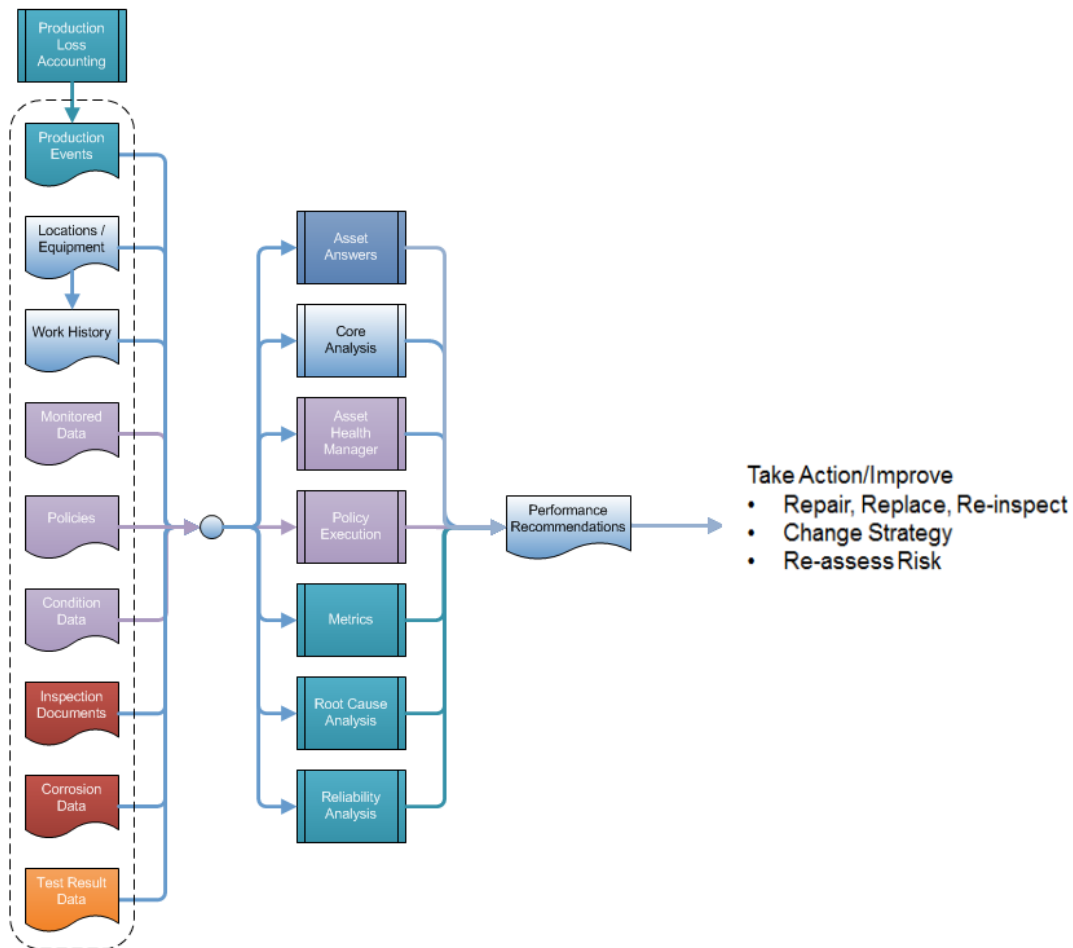 Production
Loss
Accounting
Production
Events
Locations /
Equipment
Work History
Monitored
Data
Policies
Condition
Data
Inspection
Documents
Corrosion
Data
Test Result
Data
Asset
Answers
Core
Analysis
Asset
Health
Manager
Policy
Execution
Metrics
Root Cause
Analysis
Reliability
Analysis
Performance
Recommendations
Take Action/Improve
• Repair, Replace, Re-inspect
• Change Strategy
• Re-assess Risk